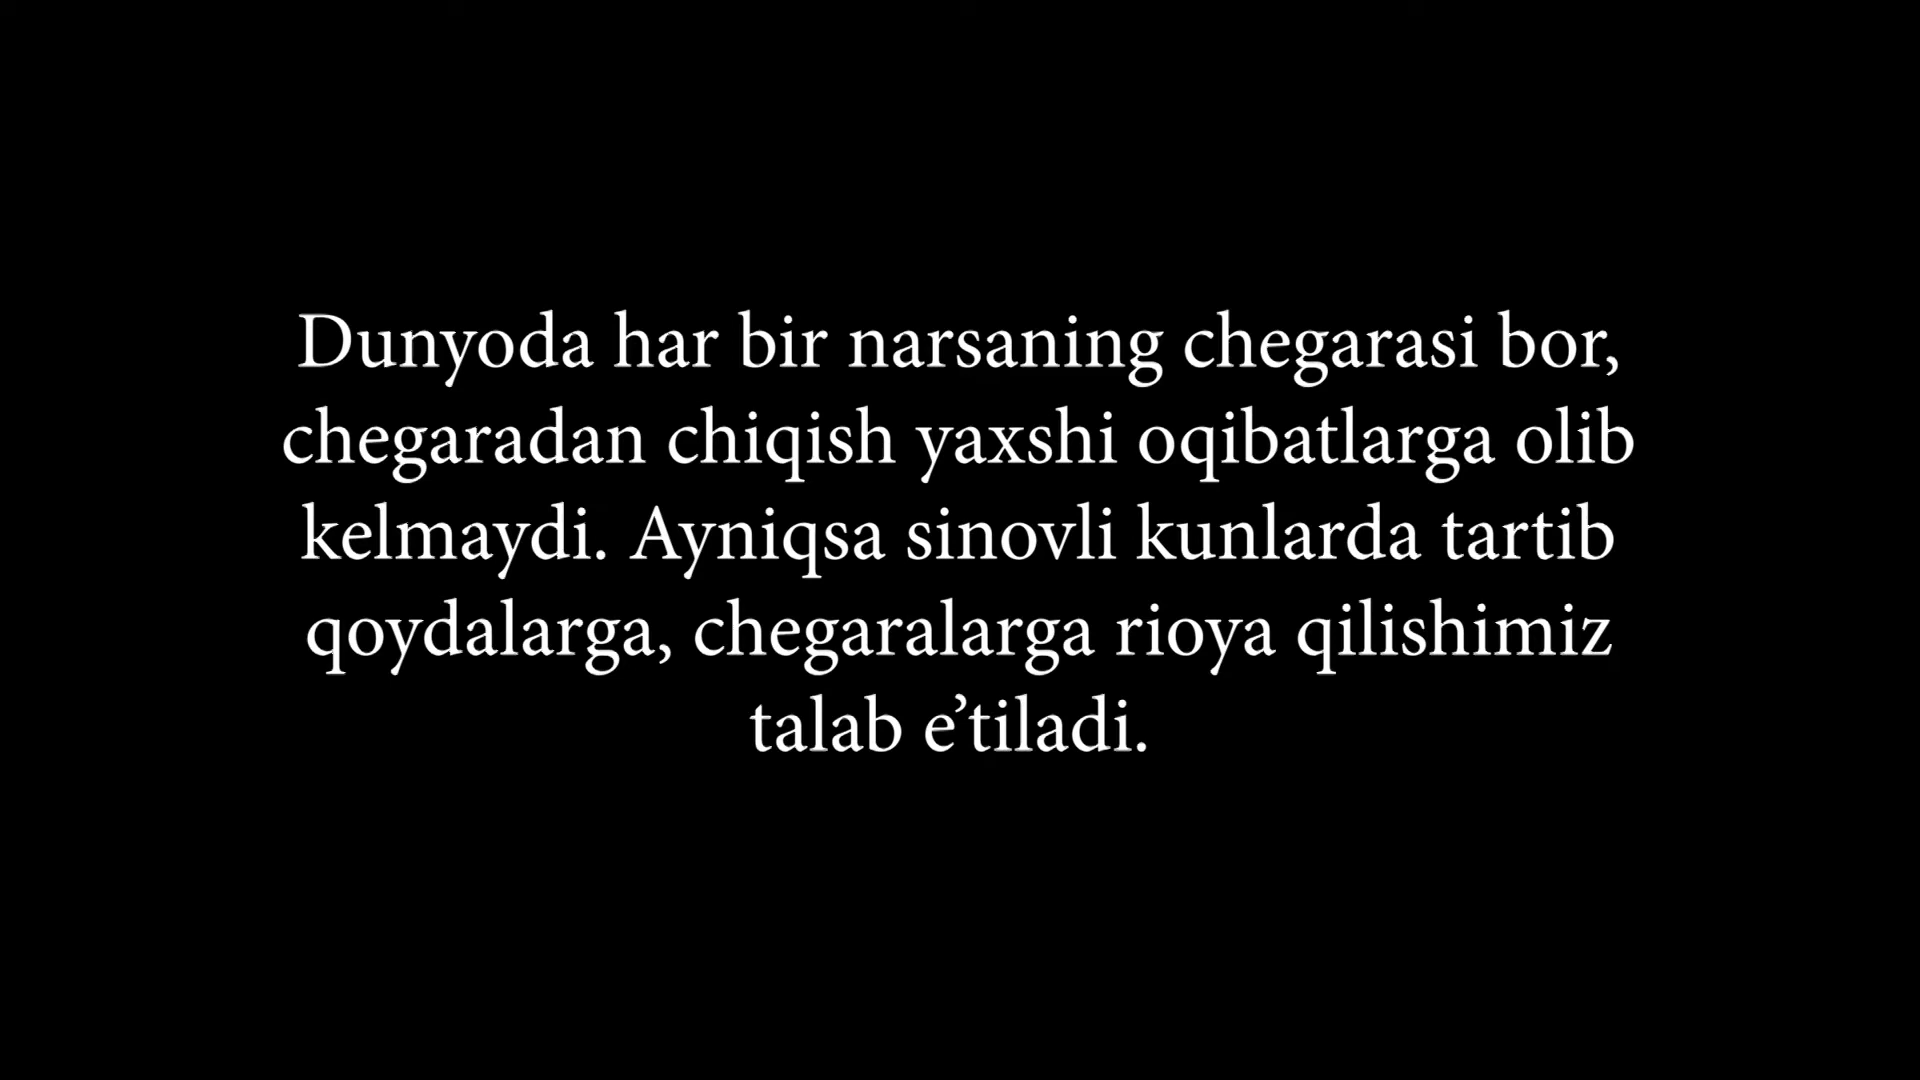 Dunyoda har bir narsaning chegarasi bor,
chegaradan chiqish yaxshi oqibatlarga olib
kelmaydi. Ayniqsa sinovli kunlarda tartib
qoydalarga, chegaralarga rioya qilishimiz
talab e’tiladi.